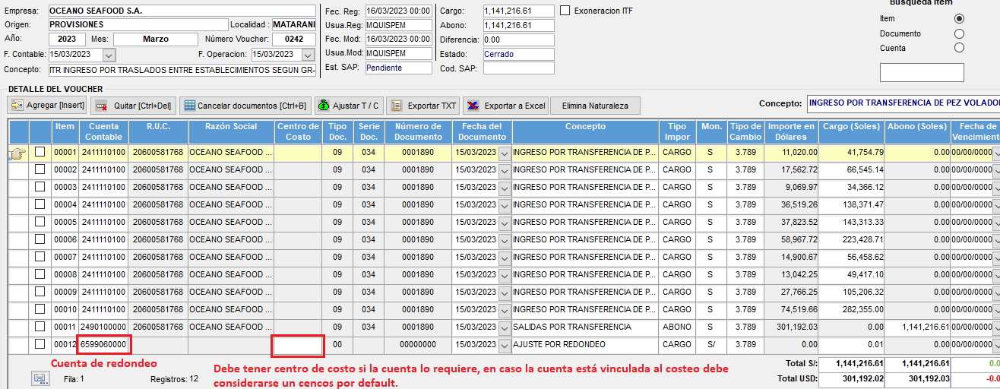 Empresa: OCEANO SEAFOOD S.A. Fec. Reg: 16/03/2023 00:00 Cargo: 1,141,216.61 Exoneracion ITF Busqueda Item
Origen: PROVISIONES Localidad : MATARANI Usua.Reg: MQUISPEM Abono: 1,141,216.61 Item
Año: 2023 Mes: Marzo Número Voucher: 0242 Fec. Mod: 16/03/2023 00:00 Diferencia: 0.00 Documento
F. Contable: 15/03/2023 F. Operacion: 15/03/2023 Usua.Mod: MQUISPEM Estado: Cerrado Cuenta
Concepto: ITR INGRESO POR TRASLADOS ENTRE ESTABLECIMIENTOS SEGUN GR- Est. SAP: Pendiente Cod. SAP:
DETALLE DEL VOUCHER
Agregar [Insert] Quitar [Ctrl+Del] Cancelar documentos [Ctrl+B] Ajustar T / C Exportar TXT Exportar a Excel Elimina Naturaleza Concepto: INGRESO POR TRANSFERENCIA DE PEZ VOLADOR
Item Cuenta Contable R.U.C. Razón Social Centro de Costo Tipo Doc. Serie Doc. Número de Documento Fecha del Documento Concepto Tipo Impor Mon. Tipo de Cambio Importe en Dólares Cargo (Soles) Abono (Soles) Fecha de Vencimient
00001 2411110100 20600581768 OCEANO SEAFOOD ... 09 034 0001890 15/03/2023 INGRESO POR TRANSFERENCIA DE P... CARGO S 3.789 11,020.00 41,754.79 0.00 00/00/0000
00002 2411110100 20600581768 OCEANO SEAFOOD ... 09 034 0001890 15/03/2023 INGRESO POR TRANSFERENCIA DE P... CARGO S 3.789 17,562.72 66,545.14 0.00 00/00/0000
00003 2411110100 20600581768 OCEANO SEAFOOD ... 09 034 0001890 15/03/2023 INGRESO POR TRANSFERENCIA DE P... CARGO S 3.789 9,069.97 34,366.12 0.00 00/00/0000
00004 2411110100 20600581768 OCEANO SEAFOOD ... 09 034 0001890 15/03/2023 INGRESO POR TRANSFERENCIA DE P... CARGO S 3.789 36,519.26 138,371.47 0.00 00/00/0000
00005 2411110100 20600581768 OCEANO SEAFOOD ... 09 034 0001890 15/03/2023 INGRESO POR TRANSFERENCIA DE P... CARGO S 3.789 37,823.52 143,313.33 0.00 00/00/0000
00006 2411110100 20600581768 OCEANO SEAFOOD ... 09 034 0001890 15/03/2023 INGRESO POR TRANSFERENCIA DE P... CARGO S 3.789 58,967.72 223,428.71 0.00 00/00/0000
00007 2411110100 20600581768 OCEANO SEAFOOD ... 09 034 0001890 15/03/2023 INGRESO POR TRANSFERENCIA DE P... CARGO S 3.789 14,900.67 56,458.62 0.00 00/00/0000
00008 2411110100 20600581768 OCEANO SEAFOOD ... 09 034 0001890 15/03/2023 INGRESO POR TRANSFERENCIA DE P... CARGO S 3.789 13,042.25 49,417.10 0.00 00/00/0000
00009 2411110100 20600581768 OCEANO SEAFOOD ... 09 034 0001890 15/03/2023 INGRESO POR TRANSFERENCIA DE P... CARGO S 3.789 27,766.25 105,206.32 0.00 00/00/0000
00010 2411110100 20600581768 OCEANO SEAFOOD ... 09 034 0001890 15/03/2023 INGRESO POR TRANSFERENCIA DE P... CARGO S 3.789 74,519.66 282,355.00 0.00 00/00/0000
00011 2490100000 20600581768 OCEANO SEAFOOD ... 09 034 0001890 15/03/2023 SALIDAS POR TRANSFERENCIA ABONO S 3.789 301,192.03 0.00 1,141,216.61 00/00/0000
00012 6599060000 00 00000000 15/03/2023 AJUSTE POR REDONDEO CARGO S/ 3.789 0.00 0.01 0.00 00/00/0000
Cuenta de redondeo
Debe tener centro de costo si la cuenta lo requiere, en caso la cuenta está vinculada al costeo debe
considerarse un cencos por default.
Fila: 1 Registros: 12
Total S/: 1,141,216.61 1,141,216.61 0.0
Total USD: 301,192.02 301,192.03 -0.0